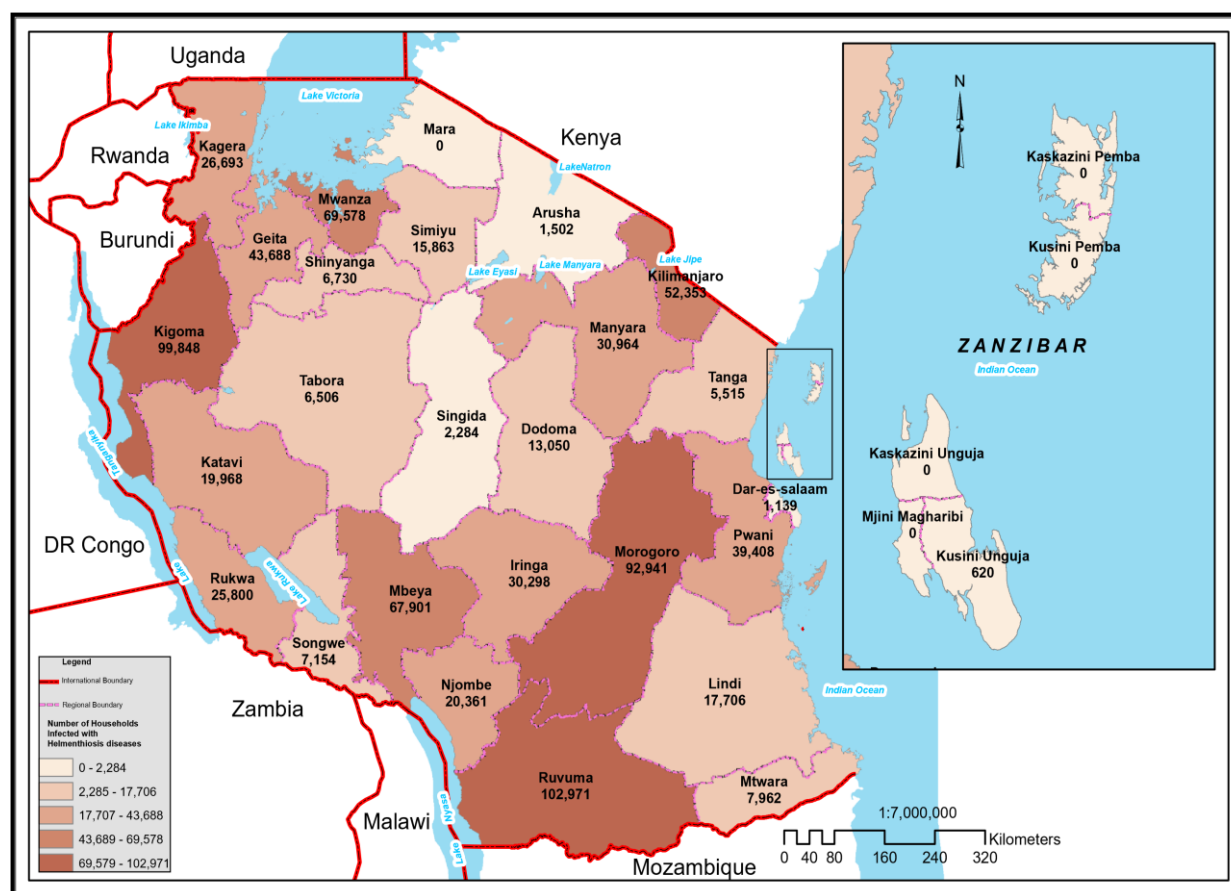 Uganda
Lake Victoria
Lake Ikimba
Mara
0
Kenya
Kagera
26,693
Rwanda
LakeNatron
Mwanza
69,578
Arusha
1,502
Simiyu
15,863
Burundi
Geita
43,688
Shinyanga
6,730
Lake Eyasi
Lake Manyara
Lake Jipe
Kilimanjaro
52,353
Kigoma
99,848
Manyara
30,964
Tabora
6,506
Tanga
5,515
Singida
2,284
Dodoma
13,050
Katavi
19,968
Lake
Tanganyika
Dar-es-salaam
1,139
Pwani
39,408
DR Congo
Morogoro
92,941
Iringa
30,298
Rukwa
25,800
Lake Rukwa
Mbeya
67,901
Songwe
7,154
Njombe
20,361
Lindi
17,706
Indian Ocean
Zambia
Ruvuma
102,971
Mtwara
7,962
Malawi
Lake
Nyasa
Mozambique
N
Kaskazini Pemba
0
Kusini Pemba
0
ZANZIBAR
Indian Ocean
Kaskazini Unguja
0
Mjini Magharibi
0
Kusini Unguja
620
Legend
International Boundary
Regional Boundary
Number of Households
Infected with
Helmenthiosis diseases
0 - 2,284
2,285 - 17,706
17,707 - 43,688
43,689 - 69,578
69,579 - 102,971
1:7,000,000
Kilometers
0 40 80 160 240 320